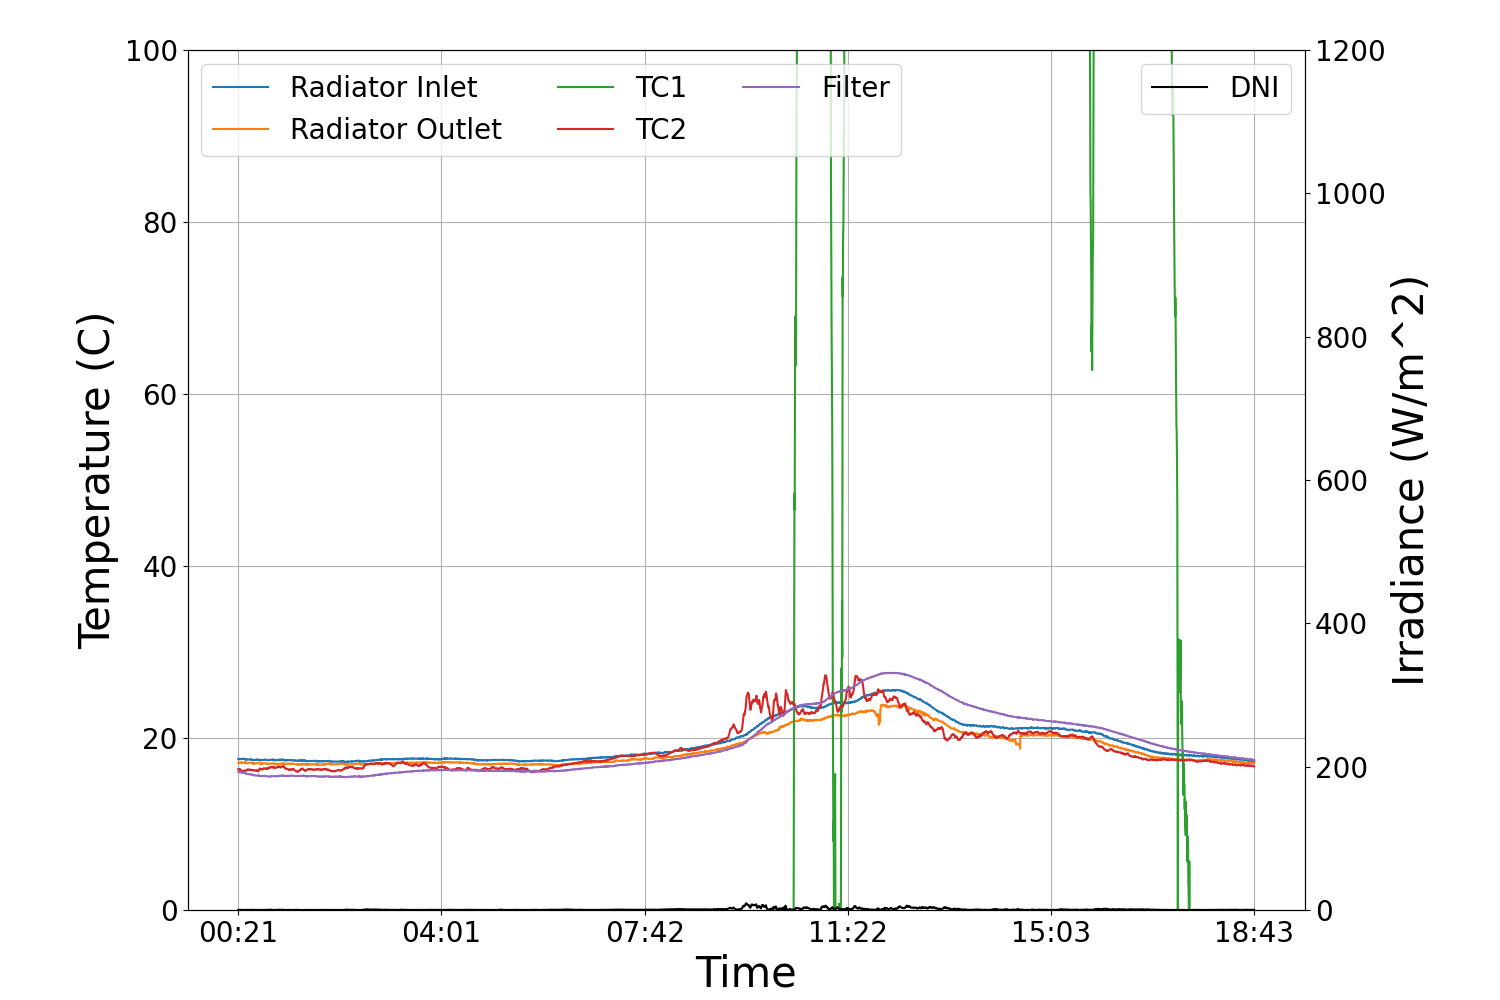 100
80
60
40
20
0
Temperature (C)
Radiator Inlet
Radiator Outlet
TC1
TC2
Filter
DNI
1200
1000
800
600
400
200
0
Irradiance (W/m^2)
00:21 04:01 07:42 11:22 15:03 18:43
Time